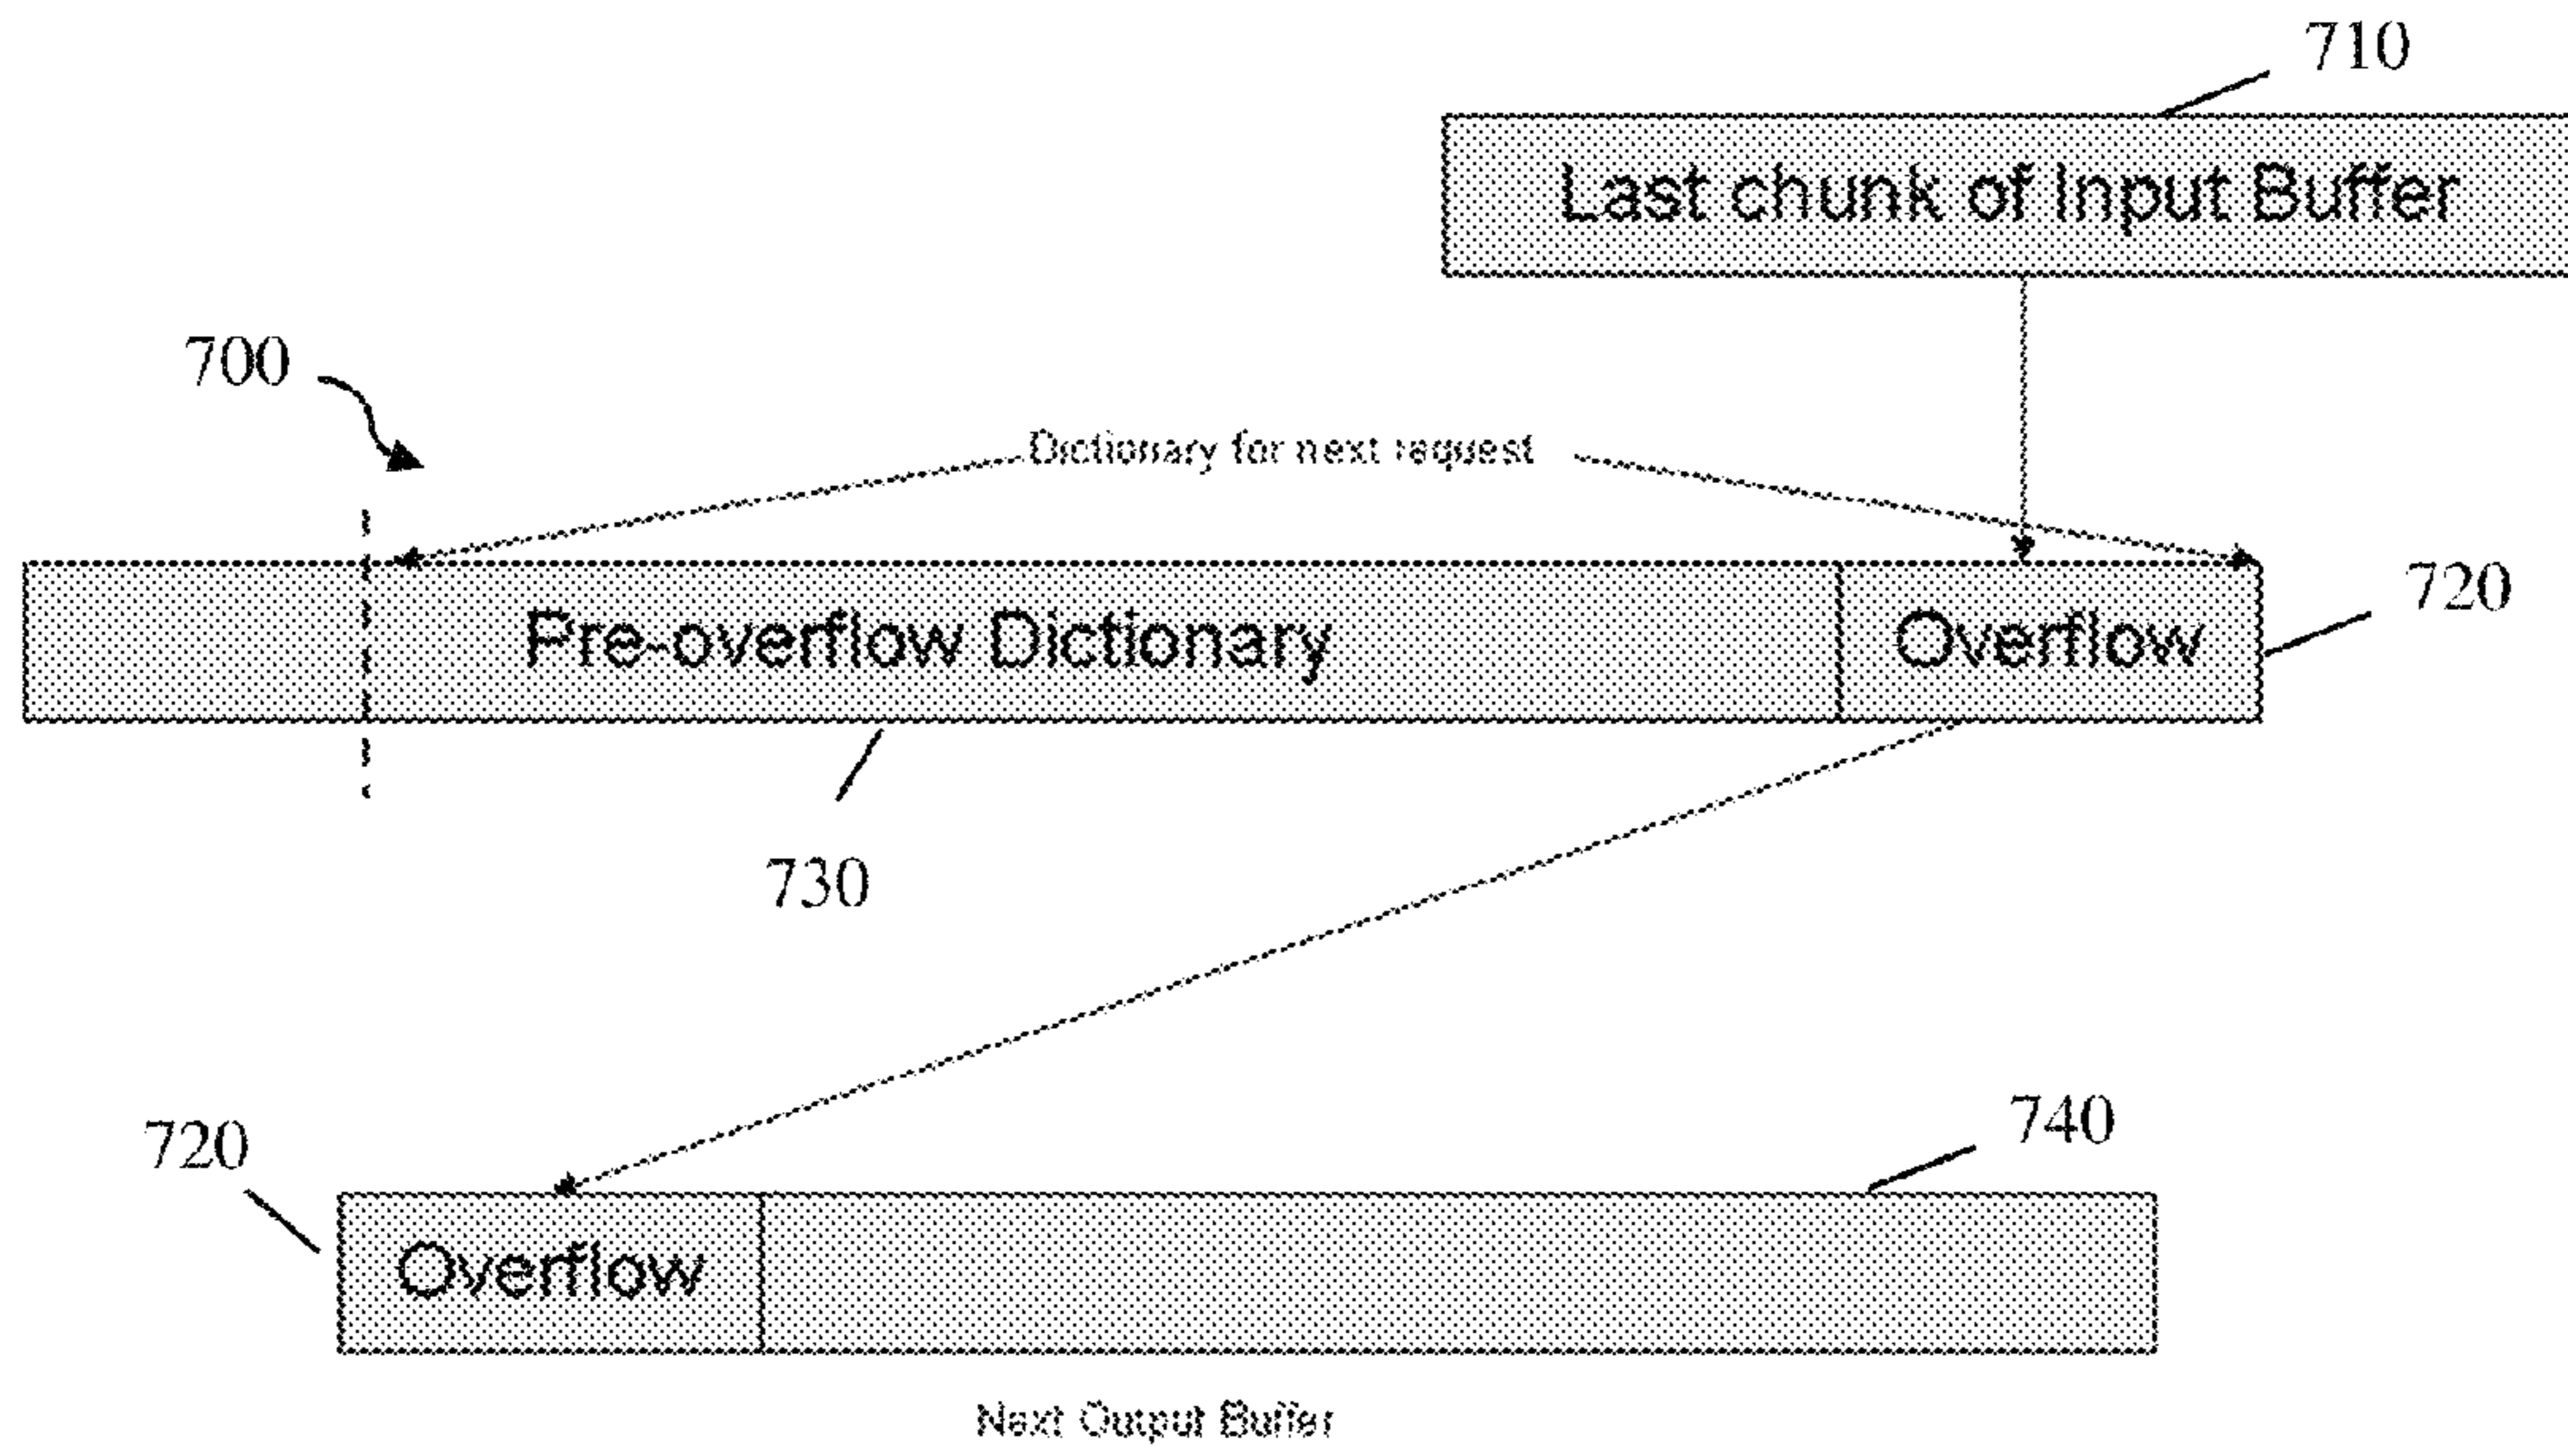 710
Last chunk of Input Buffer
700
Dictionary for next request
720
Pre-overflow Dictionary
Overflow
730
740
720
Overflow
Next Output Buffer